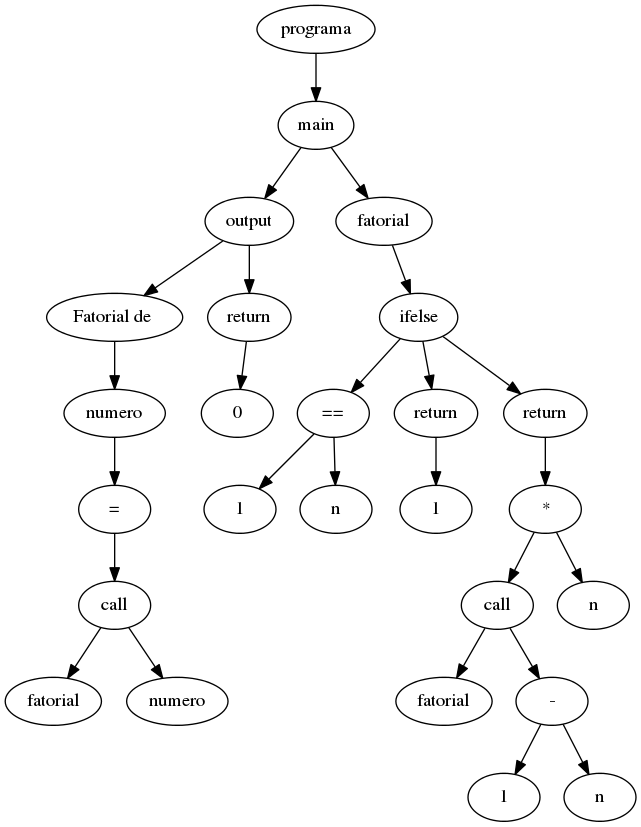 programa
main
output
fatorial
Fatorial de
return
ifelse
numero
0
==
return
return
=
1
n
1
*
call
call
n
fatorial
numero
fatorial
-
1
n